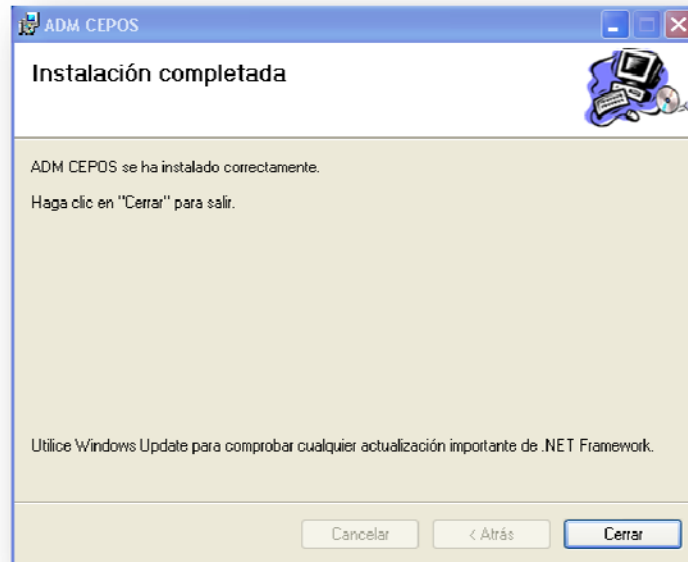 ADM CEPOS
Instalación completada
ADM CEPOS se ha instalado correctamente.
Haga clic en "Cerrar" para salir.
Utilice Windows Update para comprobar cualquier actualización importante de .NET Framework.
Cancelar < Atrás Cerrar